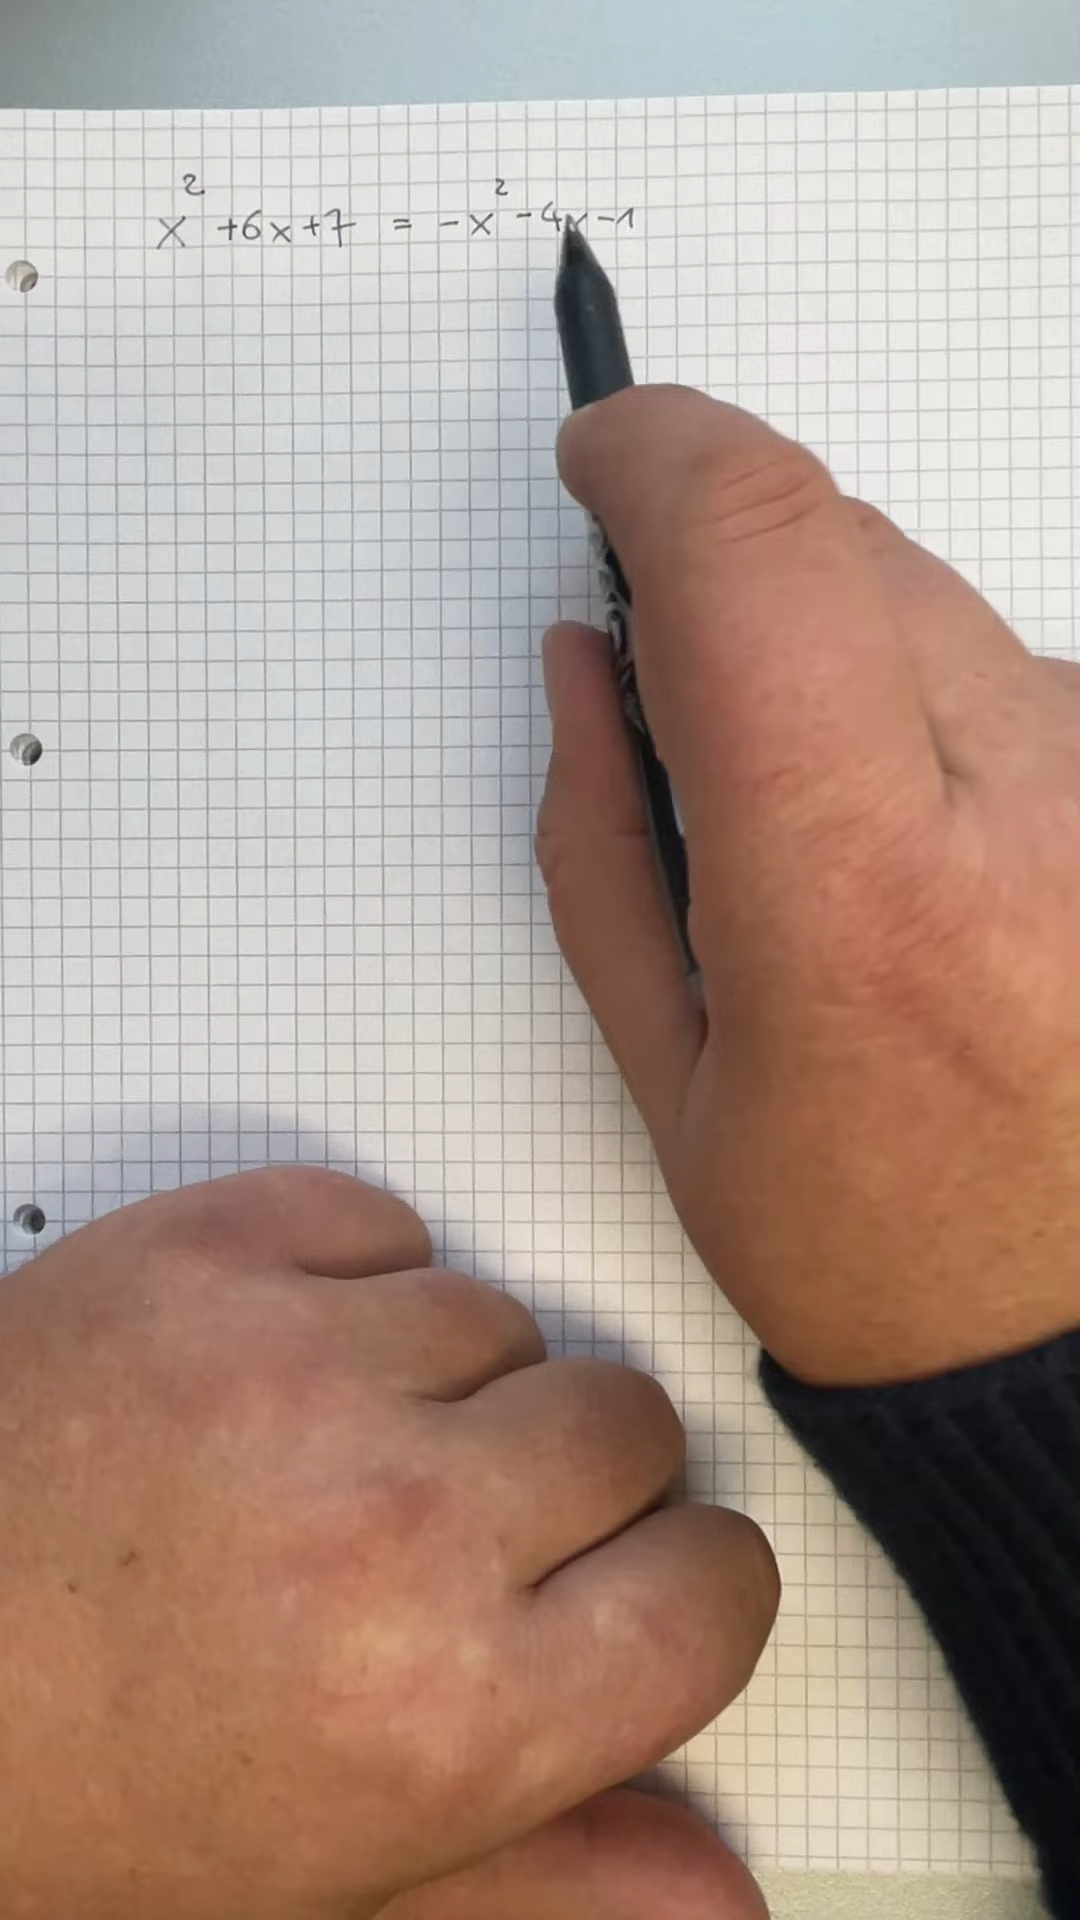 x² +6x+7 = -x² -4x-1